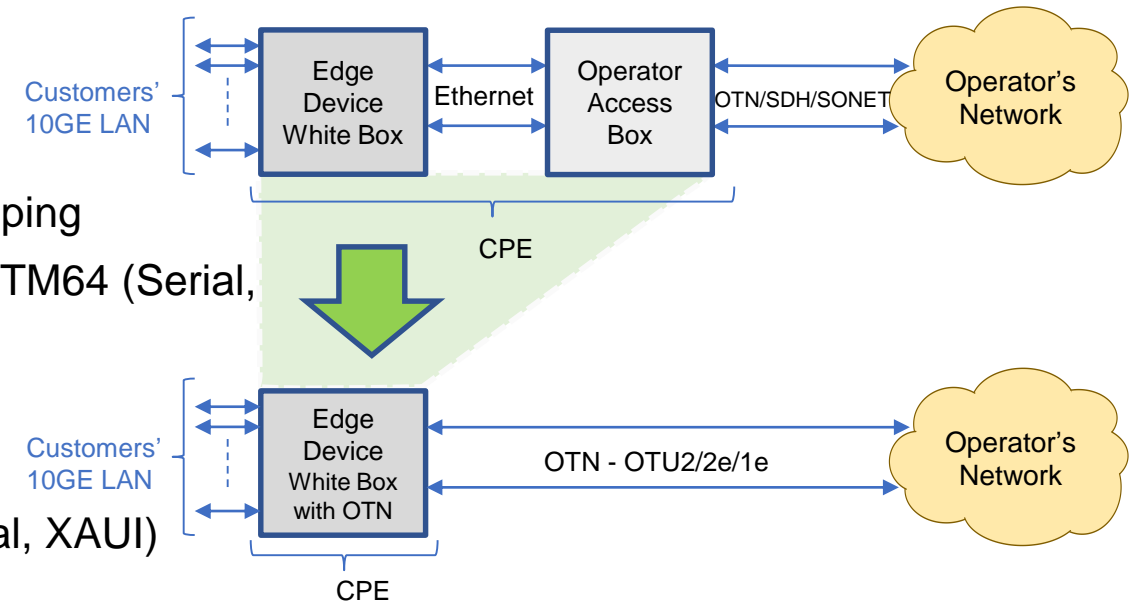 Customers'
10GE LAN
Edge
Device
White Box
Ethernet
Operator
Access
Box
OTN/SDH/SONET
Operator's
Network
CPE
ping
TM64 (Serial,
Customers'
10GE LAN
Edge
Device
White Box
with OTN
OTN - OTU2/2e/1e
Operator's
Network
al, XAUI)
CPE